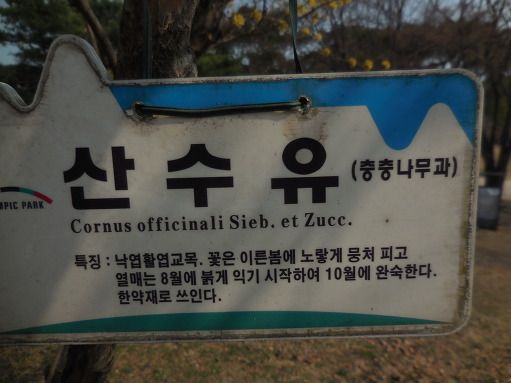 산수유 (층층나무과)
MPIC PARK
Cornus officinali Sieb. et Zucc.
특징 : 낙엽활엽교목. 꽃은 이른봄에 노랗게 뭉쳐 피고
열매는 8월에 붉게 익기 시작하여 10월에 완숙한다.
한약재로 쓰인다.